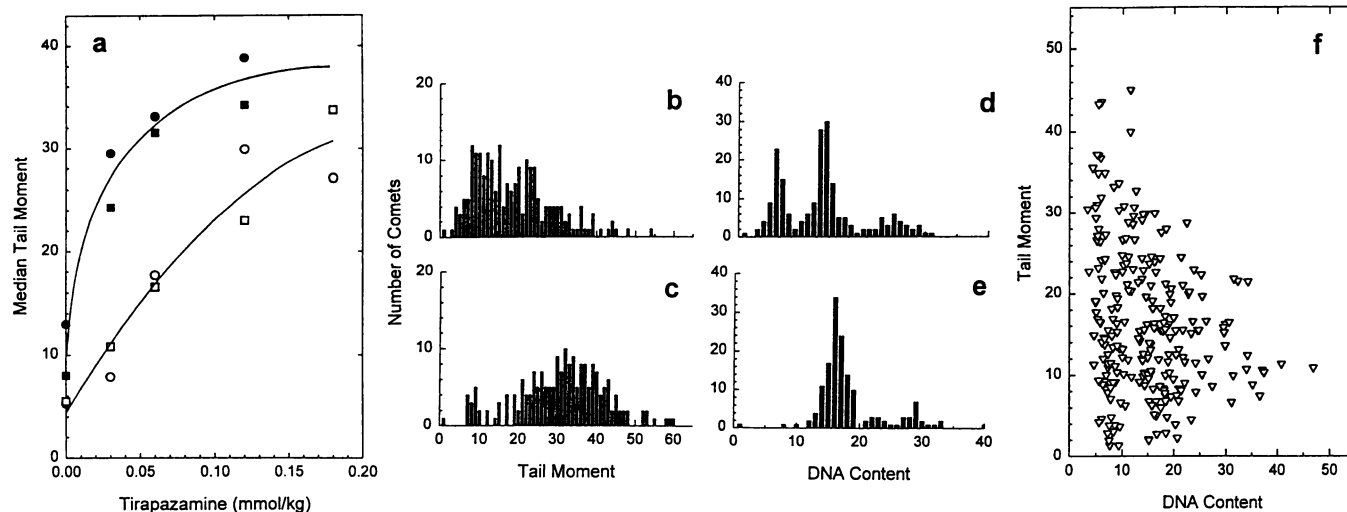 a
40
30
20
10
0
0.00 0.05 0.10 0.15 0.20
Median Tail Moment
Tirapazamine (mmol/kg)
b
20
10
0
c
20
10
0
0 10 20 30 40 50 60
Number of Comets
Tail Moment
d
40
30
20
10
0
e
40
30
20
10
0
0 10 20 30 40
DNA Content
f
50
40
30
20
10
0
0 10 20 30 40 50
Tail Moment
DNA Content